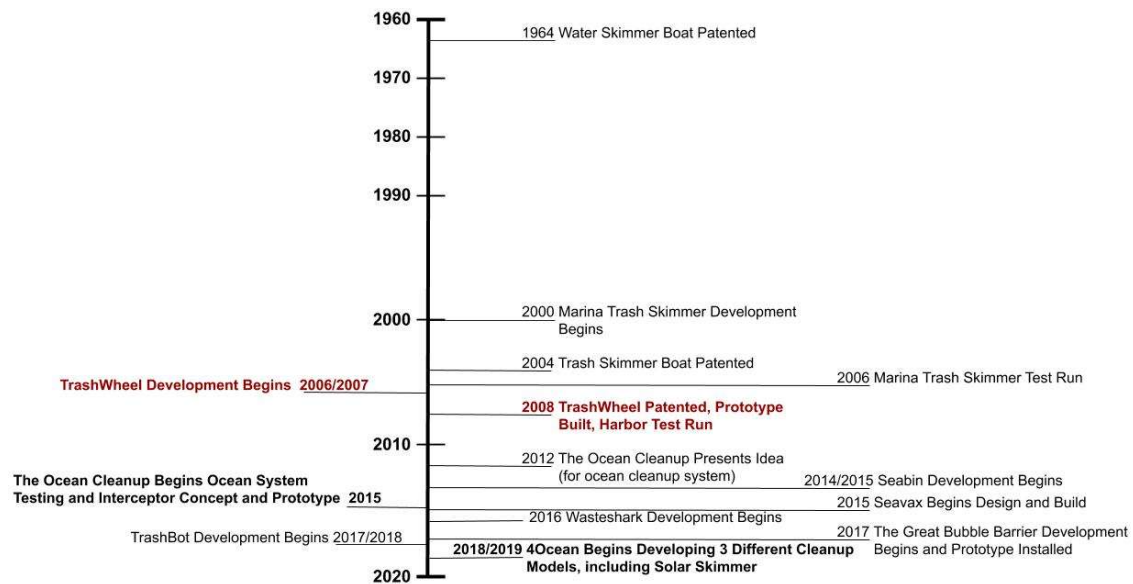 1960
1964 Water Skimmer Boat Patented
1970
1980
1990
2000 Marina Trash Skimmer Development
Begins
2000
2004 Trash Skimmer Boat Patented
2006 Marina Trash Skimmer Test Run
TrashWheel Development Begins 2006/2007
2008 TrashWheel Patented, Prototype
Built, Harbor Test Run
2010
2012 The Ocean Cleanup Presents Idea
(for ocean cleanup system)
2014/2015 Seabin Development Begins
The Ocean Cleanup Begins Ocean System
Testing and Interceptor Concept and Prototype 2015
2015 Seavax Begins Design and Build
2016 Wasteshark Development Begins
2017 The Great Bubble Barrier Development
Begins and Prototype Installed
TrashBot Development Begins 2017/2018
2018/2019 4Ocean Begins Developing 3 Different Cleanup
Models, including Solar Skimmer
2020